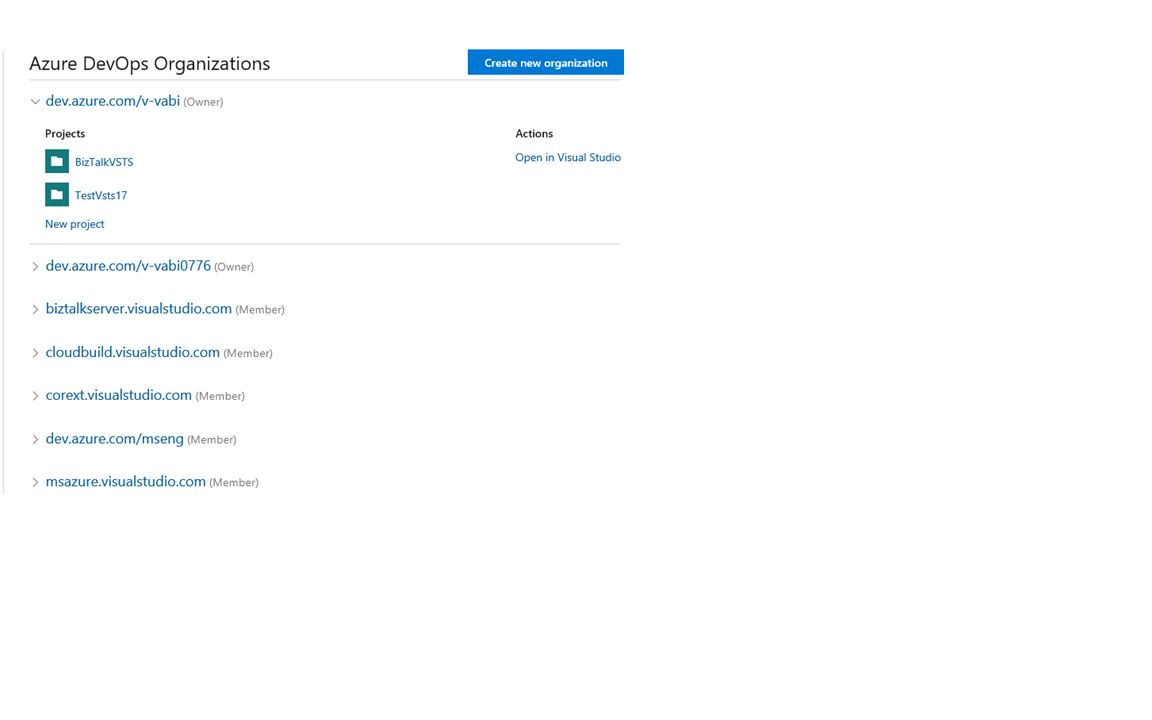 Azure DevOps Organizations
Create new organization
dev.azure.com/v-vabi (Owner)
Projects
Actions
BizTalkVSTS
Open in Visual Studio
TestVsts17
New project
dev.azure.com/v-vabi0776 (Owner)
biztalkserver.visualstudio.com (Member)
cloudbuild.visualstudio.com (Member)
corext.visualstudio.com (Member)
dev.azure.com/mseng (Member)
msazure.visualstudio.com (Member)